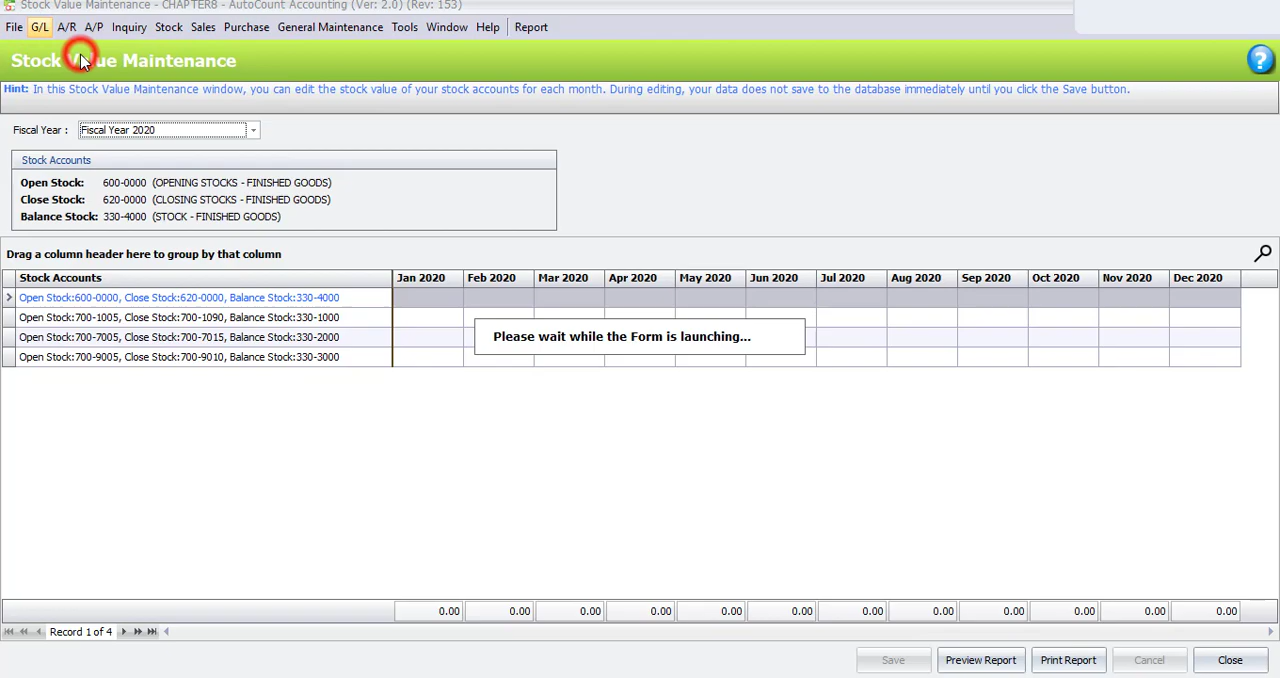 Stock Value Maintenance - CHAPTER8 - AutoCount Accounting (Ver: 2.0) (Rev: 153)
File G/L A/R A/P Inquiry Stock Sales Purchase General Maintenance Tools Window Help Report
Stock Value Maintenance
Hint: In this Stock Value Maintenance window, you can edit the stock value of your stock accounts for each month. During editing, your data does not save to the database immediately until you click the Save button.
Fiscal Year : Fiscal Year 2020
Stock Accounts
Open Stock: 600-0000 (OPENING STOCKS - FINISHED GOODS)
Close Stock: 620-0000 (CLOSING STOCKS - FINISHED GOODS)
Balance Stock: 330-4000 (STOCK - FINISHED GOODS)
Drag a column header here to group by that column
Stock Accounts Jan 2020 Feb 2020 Mar 2020 Apr 2020 May 2020 Jun 2020 Jul 2020 Aug 2020 Sep 2020 Oct 2020 Nov 2020 Dec 2020
Open Stock:600-0000, Close Stock:620-0000, Balance Stock:330-4000
Open Stock:700-1005, Close Stock:700-1090, Balance Stock:330-1000
Open Stock:700-7005, Close Stock:700-7015, Balance Stock:330-2000
Please wait while the Form is launching...
Open Stock:700-9005, Close Stock:700-9010, Balance Stock:330-3000
0.00 0.00 0.00 0.00 0.00 0.00 0.00 0.00 0.00 0.00 0.00 0.00
Record 1 of 4
Save Preview Report Print Report Cancel Close